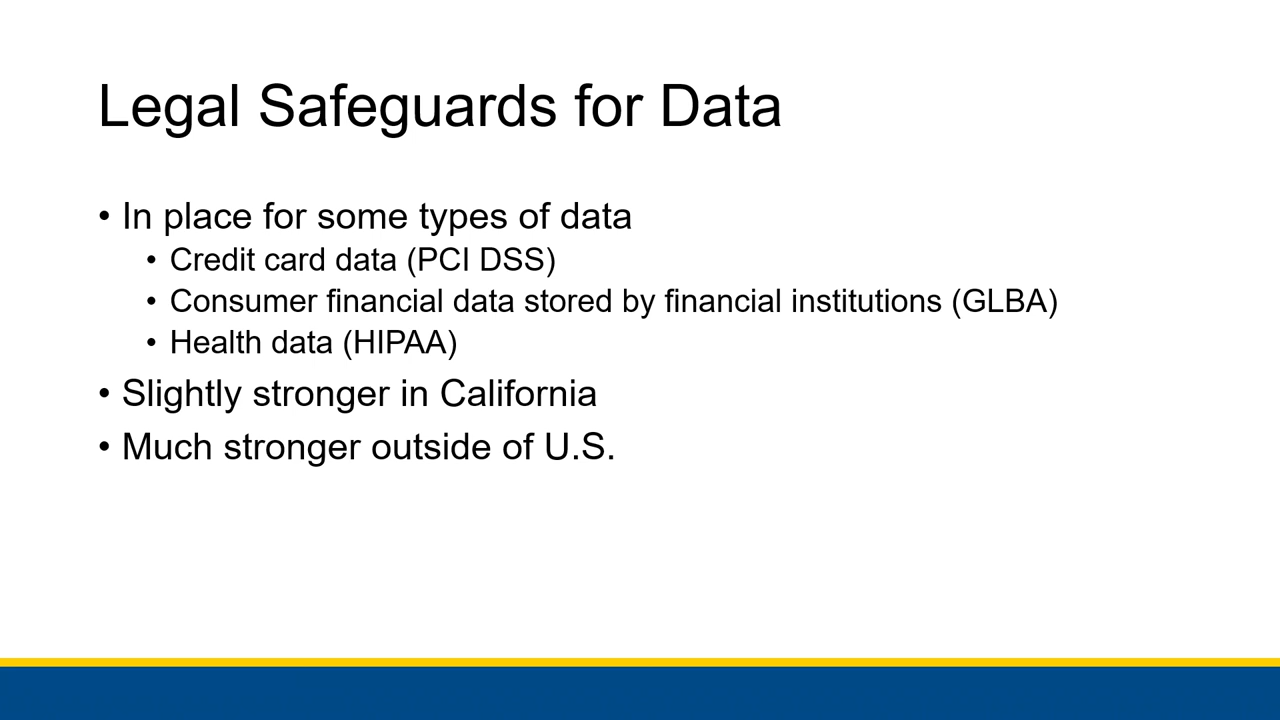 Legal Safeguards for Data
• In place for some types of data
• Credit card data (PCI DSS)
• Consumer financial data stored by financial institutions (GLBA)
• Health data (HIPAA)
• Slightly stronger in California
• Much stronger outside of U.S.